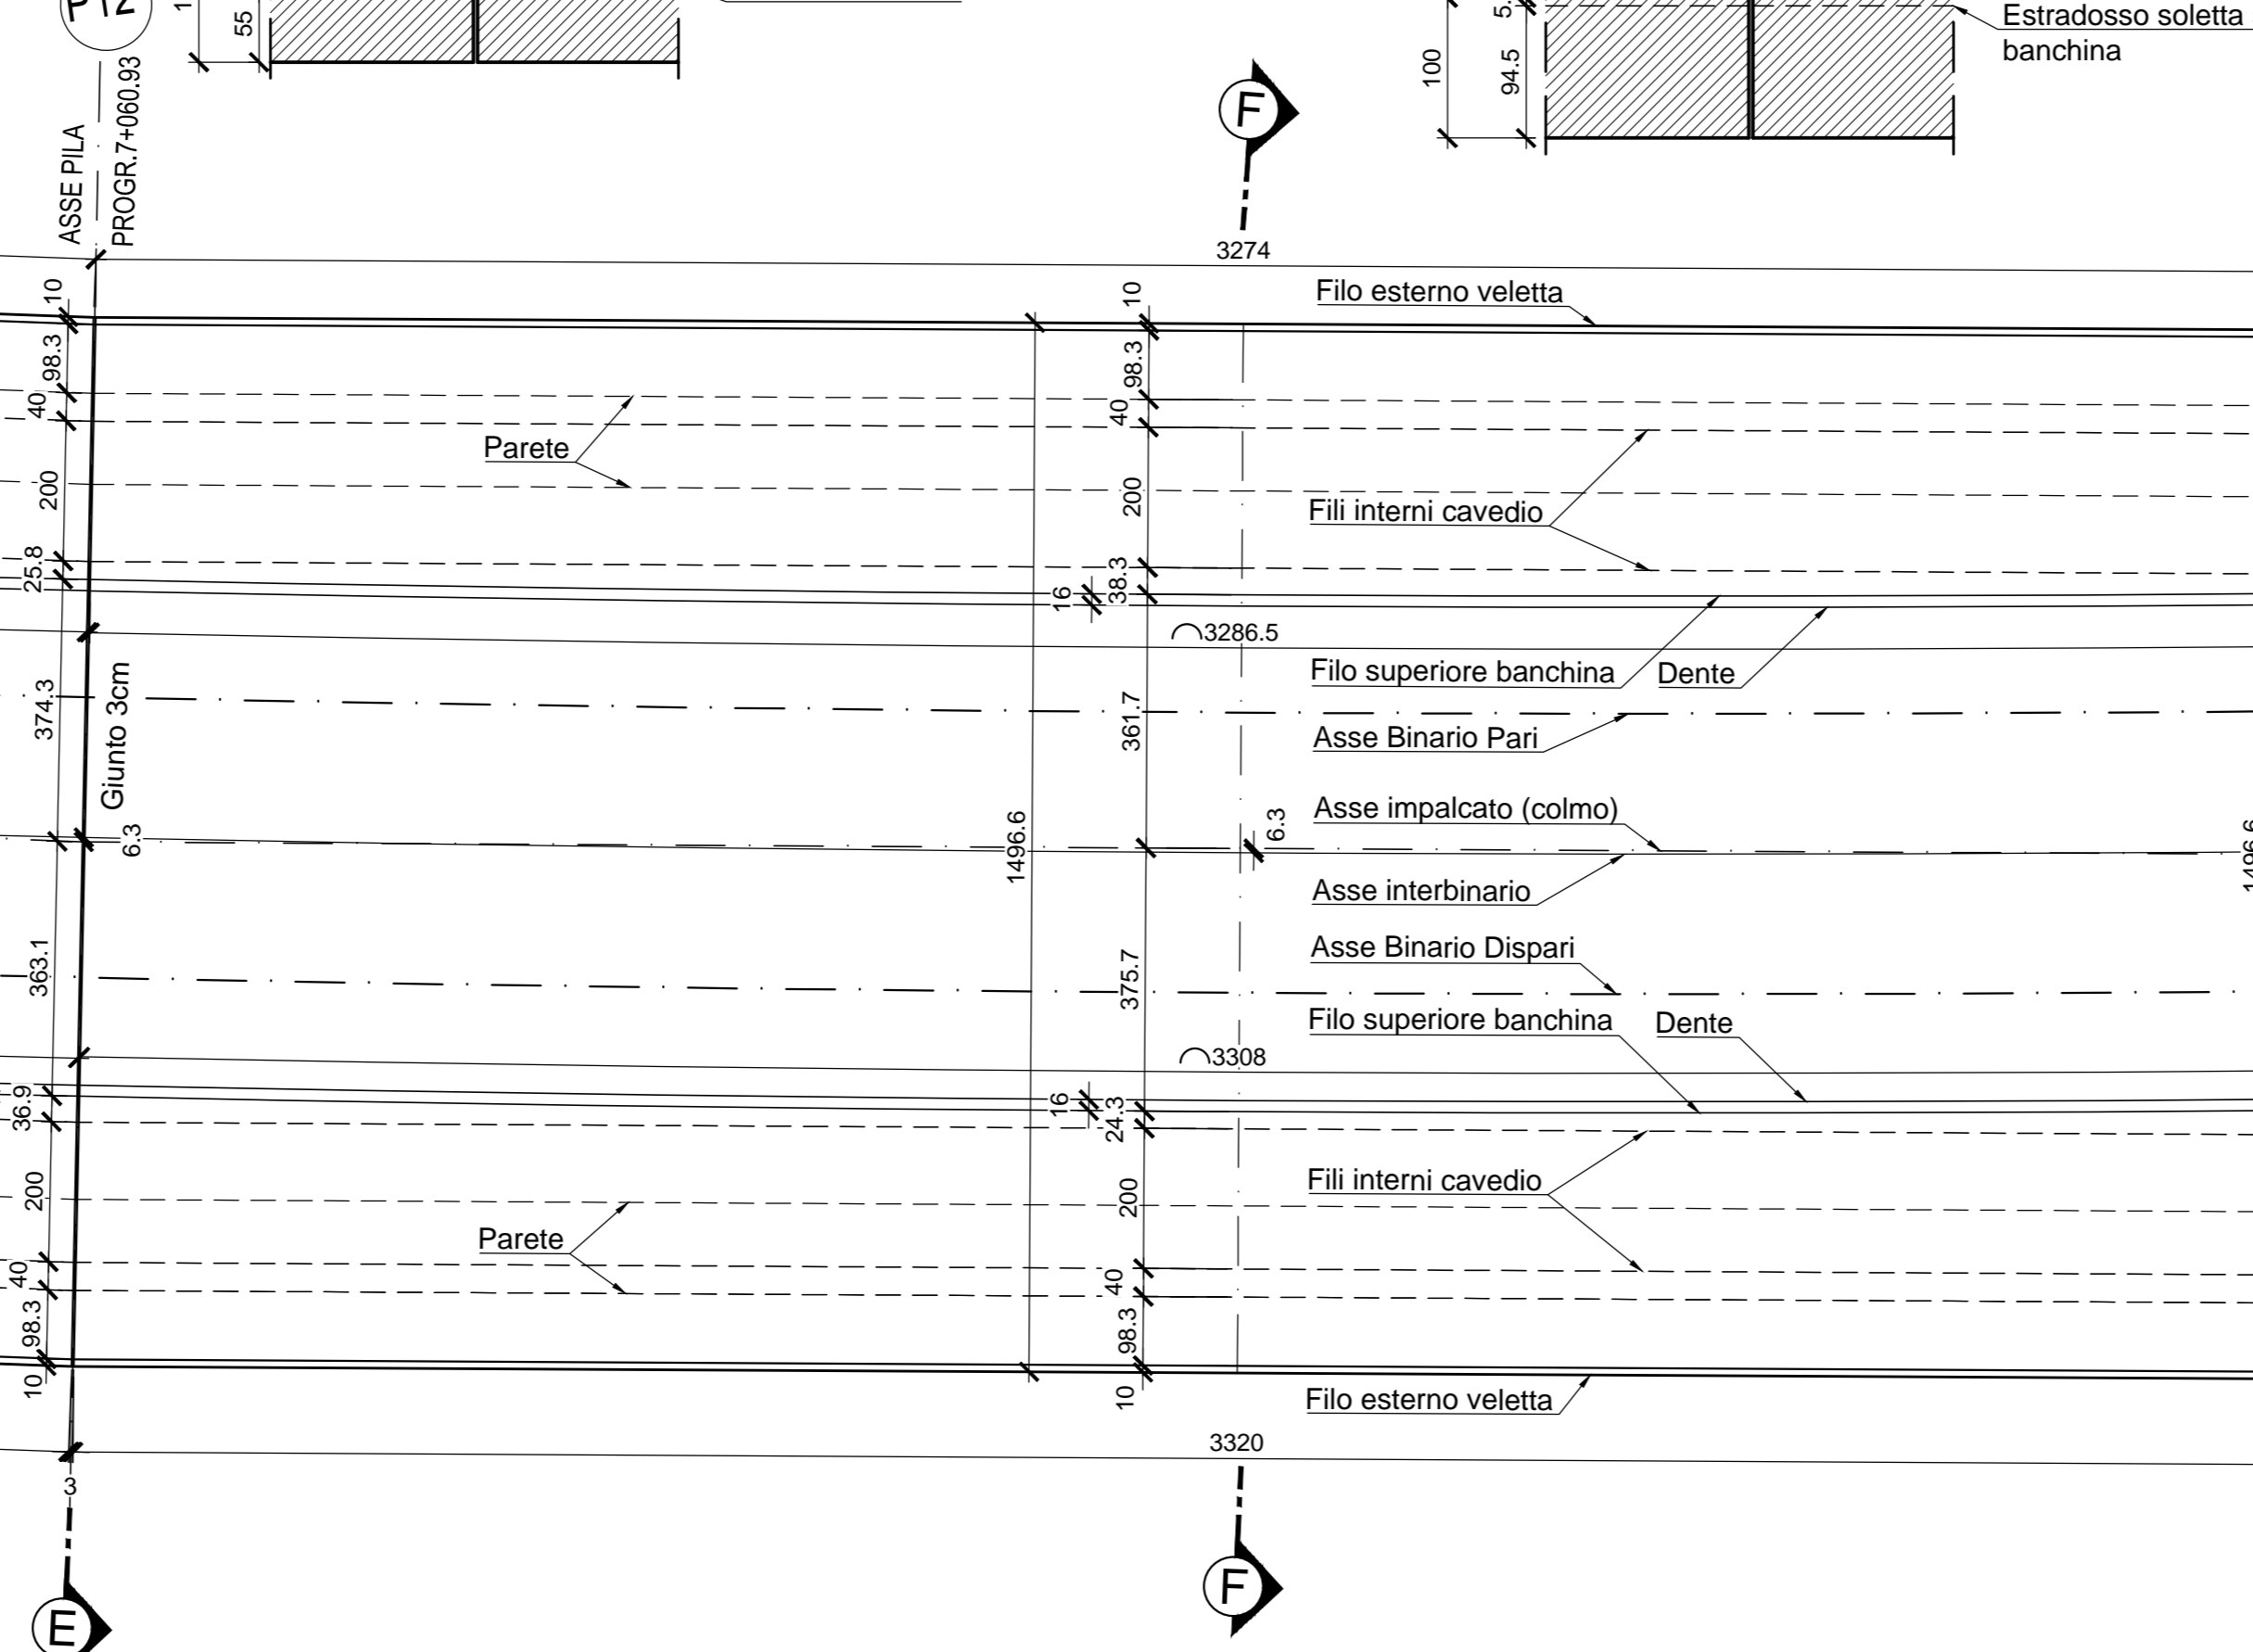 P12
1
55
5.
100
94.5
Estradosso soletta
banchina
ASSE PILA
PROGR.7+060.93
F
3274
10
10
Filo esterno veletta
98.3
98.3
40
40
Parete
200
200
Fili interni cavedio
25.8
38.3
16
3286.5
Filo superiore banchina
Dente
374.3
Giunto 3cm
361.7
Asse Binario Pari
Asse impalcato (colmo)
6.3
6.3
1496.6
1496.6
Asse interbinario
363.1
375.7
Asse Binario Dispari
Filo superiore banchina
Dente
3308
36.9
16
24.3
200
200
Fili interni cavedio
Parete
40
40
98.3
98.3
10
10
Filo esterno veletta
3320
3
F
E